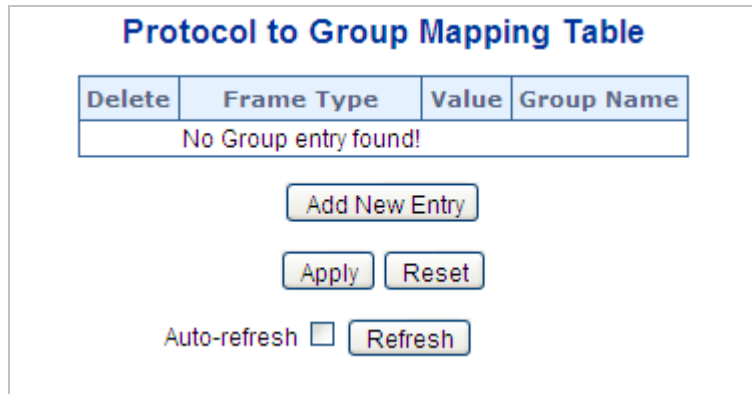 Protocol to Group Mapping Table
Delete Frame Type Value Group Name
No Group entry found!
Add New Entry
Apply Reset
Auto-refresh Refresh